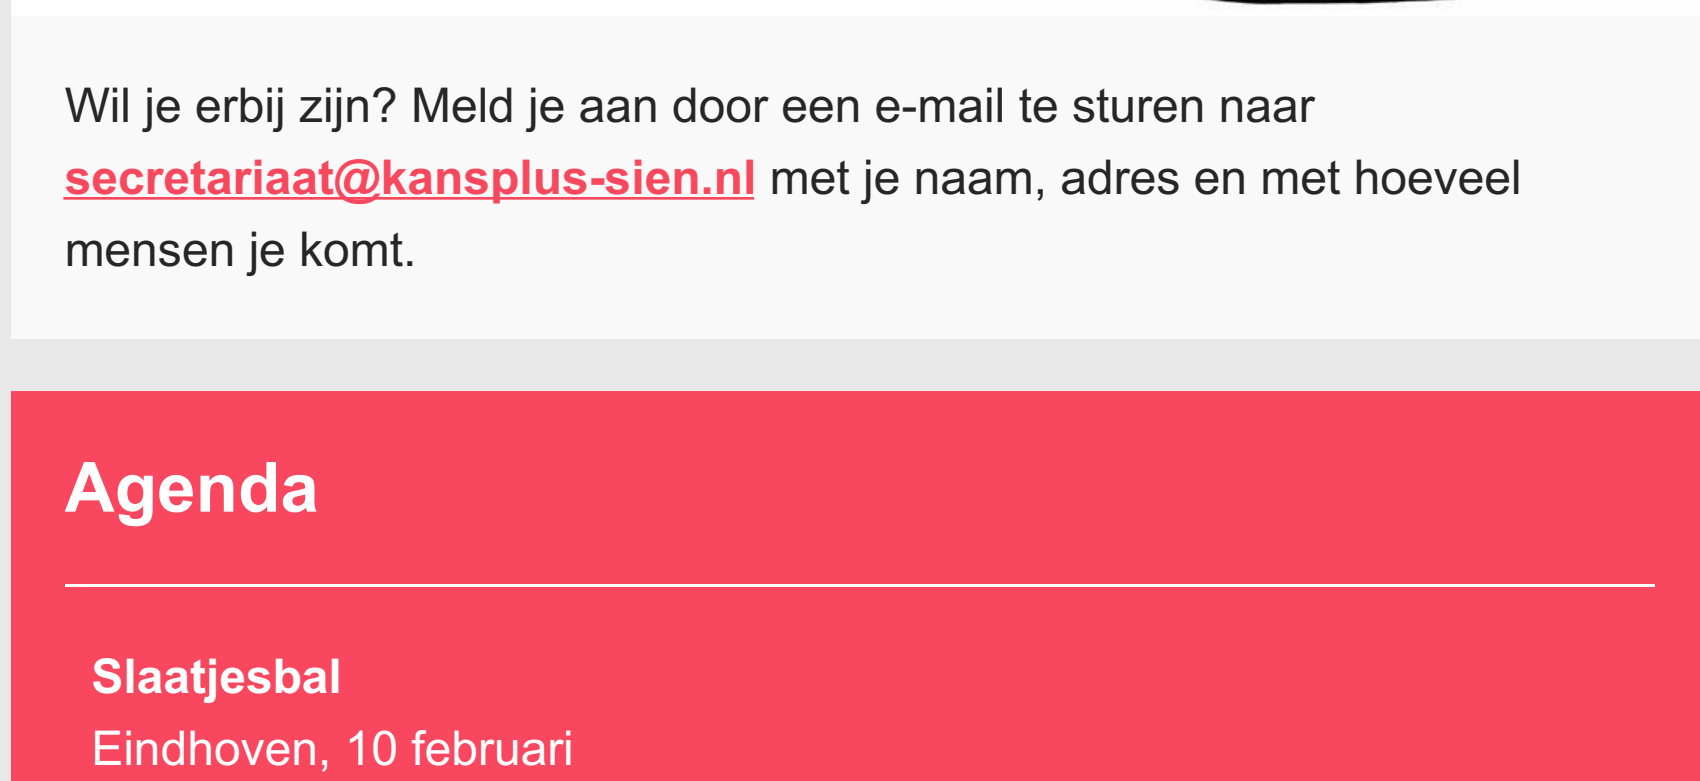 Wil je erbij zijn? Meld je aan door een e-mail te sturen naar
secretariaat@kansplus-sien.nl met je naam, adres en met hoeveel
mensen je komt.
Agenda
Slaatjesbal
Eindhoven, 10 februari